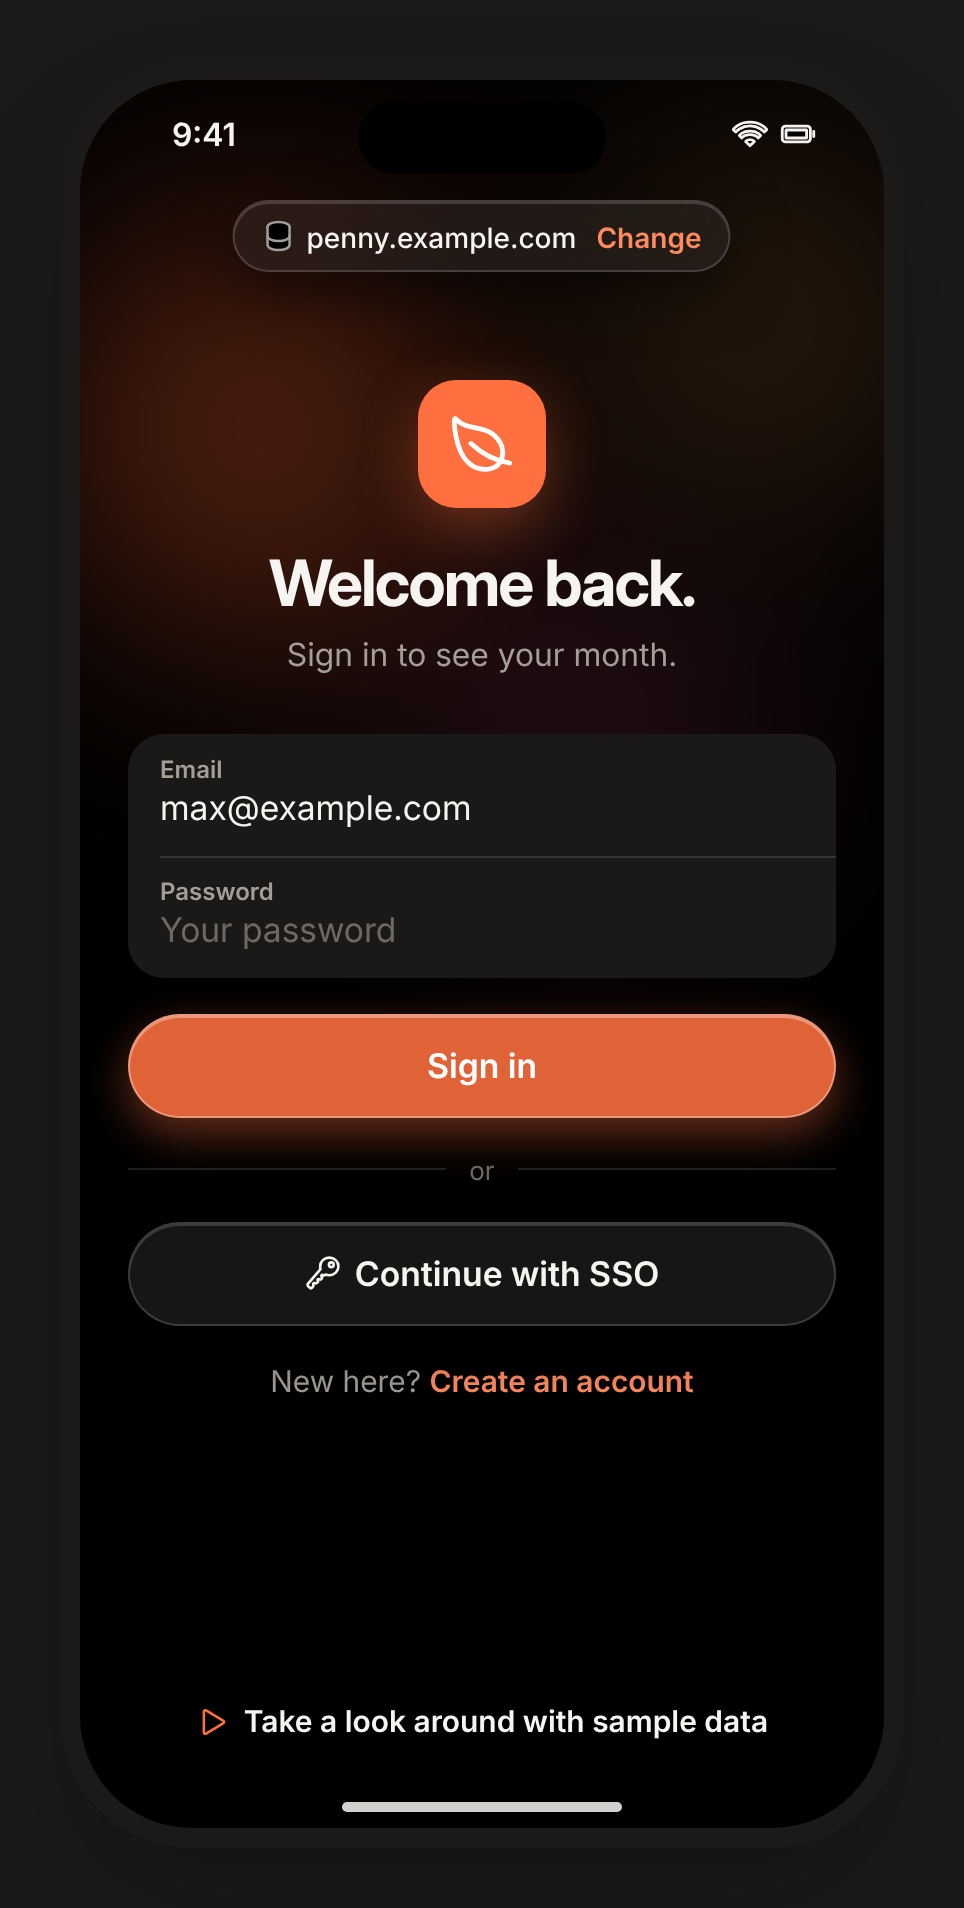 9:41
penny.example.com Change
Welcome back.
Sign in to see your month.
Email
max@example.com
Password
Your password
Sign in
or
Continue with SSO
New here? Create an account
Take a look around with sample data